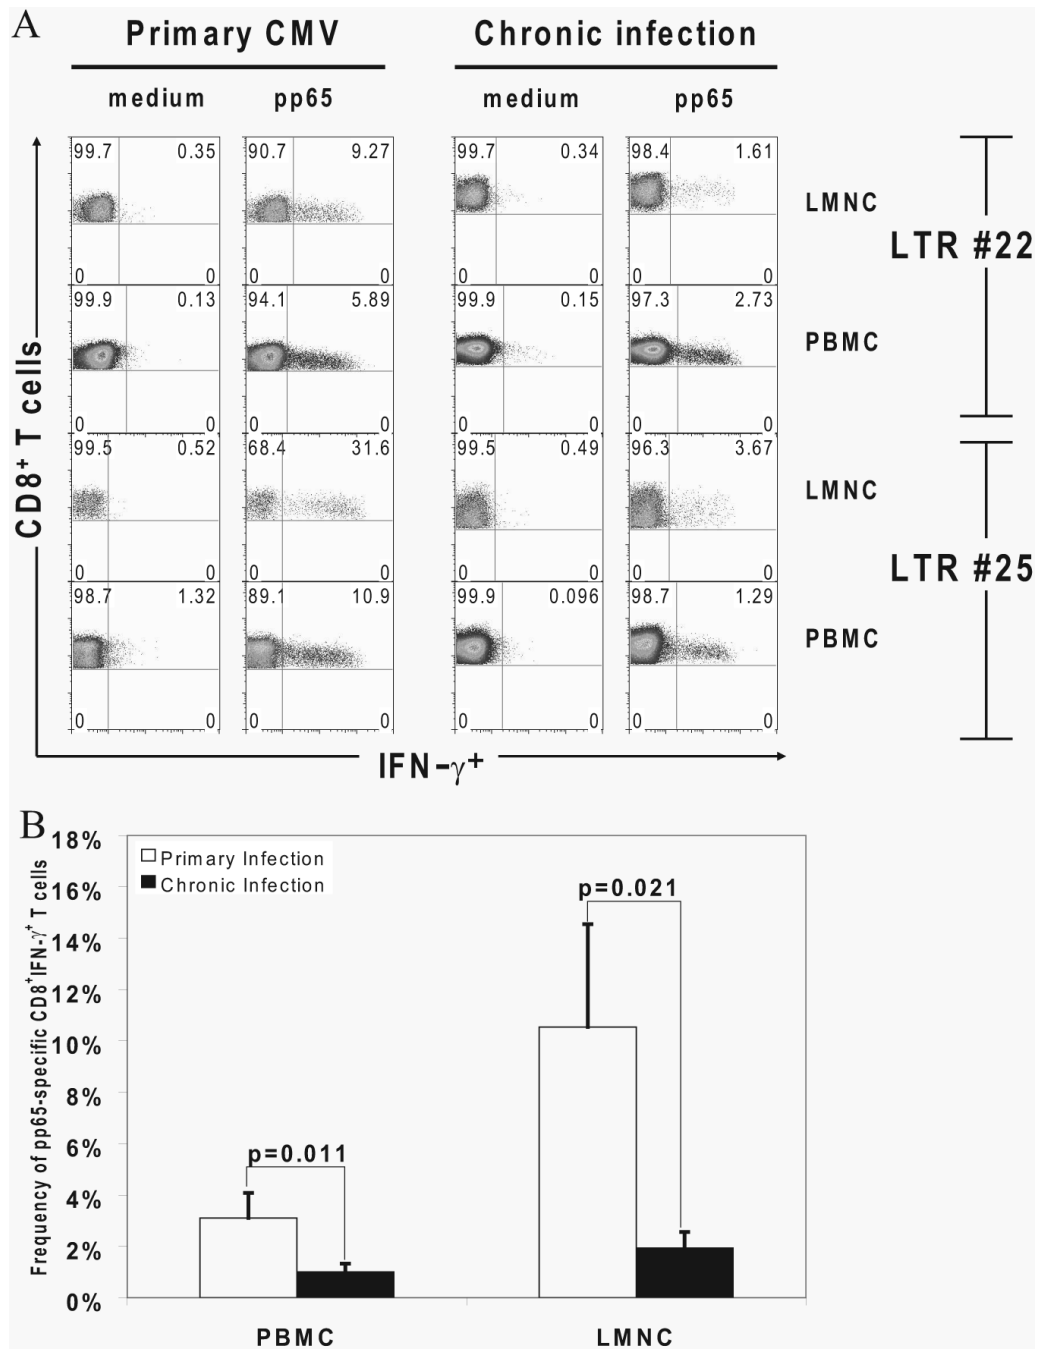 A
Primary CMV Chronic infection
medium pp65 medium pp65
99.7 0.35 90.7 9.27 99.7 0.34 98.4 1.61
LMNC
LTR #22
0 0 0 0 0 0 0 0
99.9 0.13 94.1 5.89 99.9 0.15 97.3 2.73
PBMC
0 0 0 0 0 0 0 0
99.5 0.52 68.4 31.6 99.5 0.49 96.3 3.67
LMNC
LTR #25
0 0 0 0 0 0 0 0
98.7 1.32 89.1 10.9 99.9 0.096 98.7 1.29
PBMC
0 0 0 0 0 0 0 0
CD8+ T cells
IFN-γ+
B
18%
16%
14%
12%
10%
8%
6%
4%
2%
0%
Frequency of pp65-specific CD8+IFN-γ+ T cells
Primary Infection
Chronic Infection
p=0.021
p=0.011
PBMC LMNC